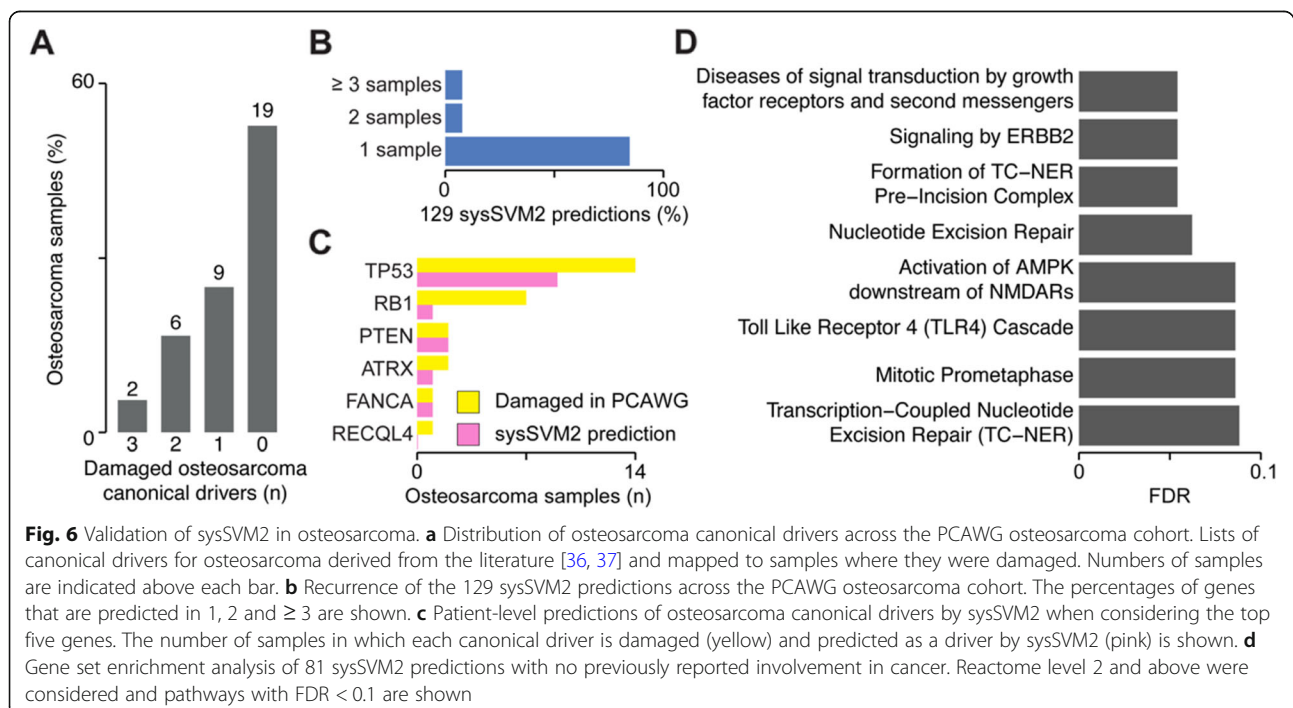 A
60
Osteosarcoma samples (%)
0
2
6
9
19
3 2 1 0
Damaged osteosarcoma
canonical drivers (n)
B
≥ 3 samples
2 samples
1 sample
0 100
129 sysSVM2 predictions (%)
C
TP53
RB1
PTEN
ATRX
FANCA
RECQL4
Damaged in PCAWG
sysSVM2 prediction
0 14
Osteosarcoma samples (n)
D
Diseases of signal transduction by growth
factor receptors and second messengers
Signaling by ERBB2
Formation of TC−NER
Pre−Incision Complex
Nucleotide Excision Repair
Activation of AMPK
downstream of NMDARs
Toll Like Receptor 4 (TLR4) Cascade
Mitotic Prometaphase
Transcription−Coupled Nucleotide
Excision Repair (TC−NER)
0 0.1
FDR
Fig. 6 Validation of sysSVM2 in osteosarcoma. a Distribution of osteosarcoma canonical drivers across the PCAWG osteosarcoma cohort. Lists of
canonical drivers for osteosarcoma derived from the literature [36, 37] and mapped to samples where they were damaged. Numbers of samples
are indicated above each bar. b Recurrence of the 129 sysSVM2 predictions across the PCAWG osteosarcoma cohort. The percentages of genes
that are predicted in 1, 2 and ≥ 3 are shown. c Patient-level predictions of osteosarcoma canonical drivers by sysSVM2 when considering the top
five genes. The number of samples in which each canonical driver is damaged (yellow) and predicted as a driver by sysSVM2 (pink) is shown. d
Gene set enrichment analysis of 81 sysSVM2 predictions with no previously reported involvement in cancer. Reactome level 2 and above were
considered and pathways with FDR < 0.1 are shown